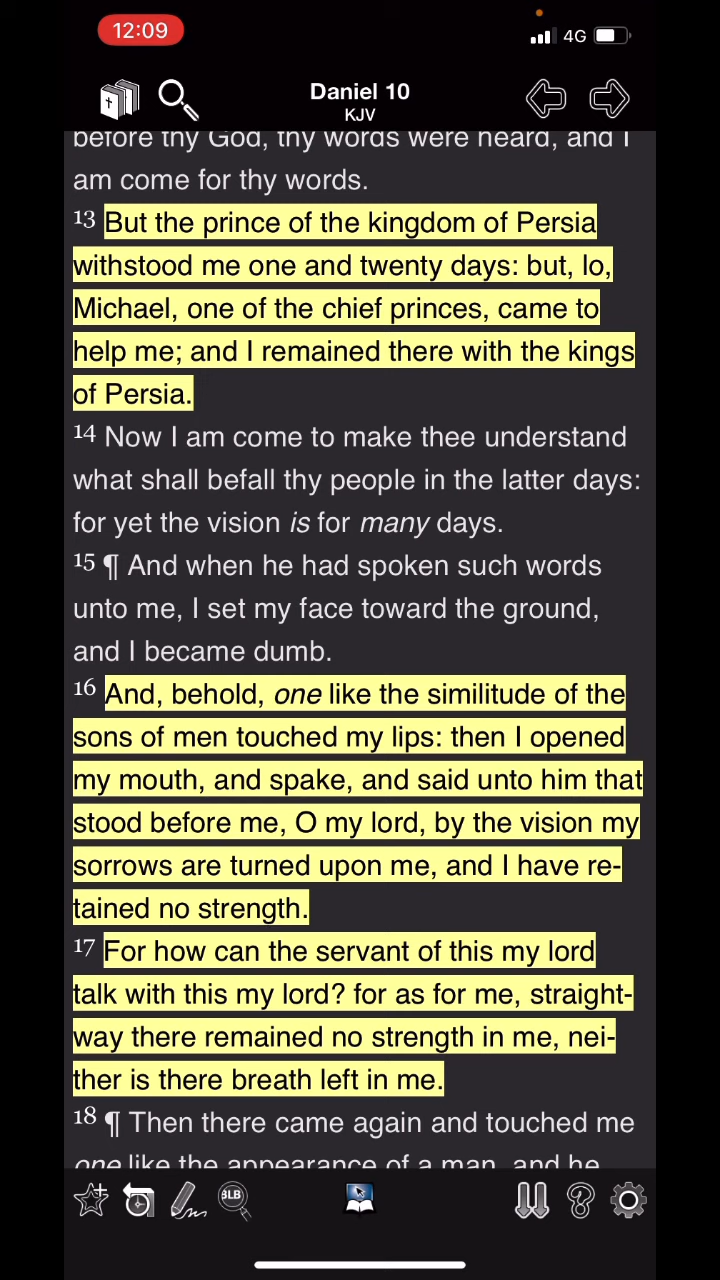 12:09
4G
Daniel 10
KJV
before thy God, thy words were heard, and I
am come for thy words.
13 But the prince of the kingdom of Persia
withstood me one and twenty days: but, lo,
Michael, one of the chief princes, came to
help me; and I remained there with the kings
of Persia.
14 Now I am come to make thee understand
what shall befall thy people in the latter days:
for yet the vision is for many days.
15 ¶ And when he had spoken such words
unto me, I set my face toward the ground,
and I became dumb.
16 And, behold, one like the similitude of the
sons of men touched my lips: then I opened
my mouth, and spake, and said unto him that
stood before me, O my lord, by the vision my
sorrows are turned upon me, and I have re-
tained no strength.
17 For how can the servant of this my lord
talk with this my lord? for as for me, straight-
way there remained no strength in me, nei-
ther is there breath left in me.
18 ¶ Then there came again and touched me
one like the appearance of a man, and he
BLB